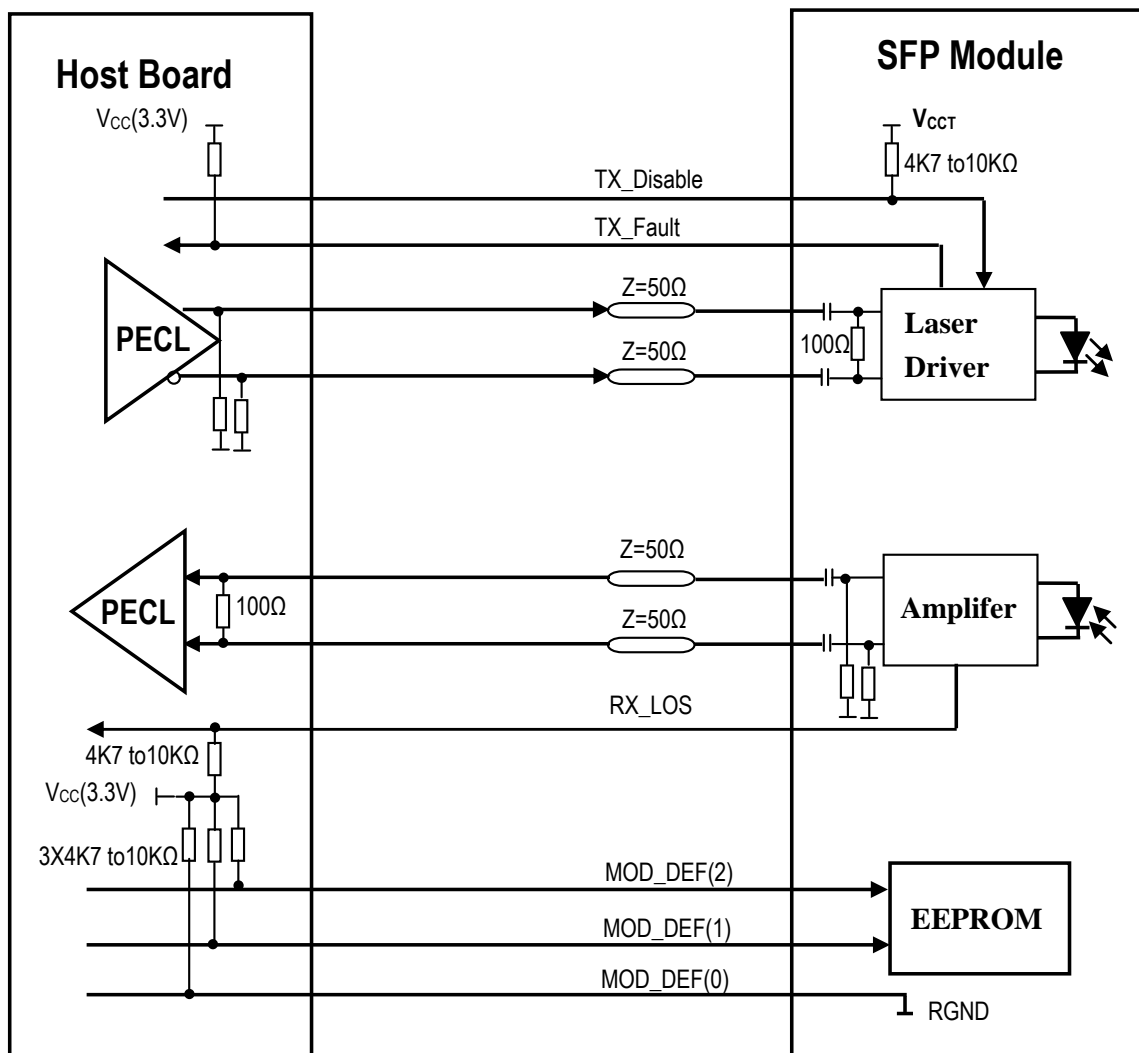 Host Board
SFP Module
VCC(3.3V)
VCCT
4K7 to10KΩ
TX_Disable
TX_Fault
Z=50Ω
PECL
100Ω
Laser
Driver
Z=50Ω
Z=50Ω
PECL
100Ω
Amplifer
Z=50Ω
RX_LOS
4K7 to10KΩ
VCC(3.3V)
3X4K7 to10KΩ
MOD_DEF(2)
EEPROM
MOD_DEF(1)
MOD_DEF(0)
RGND